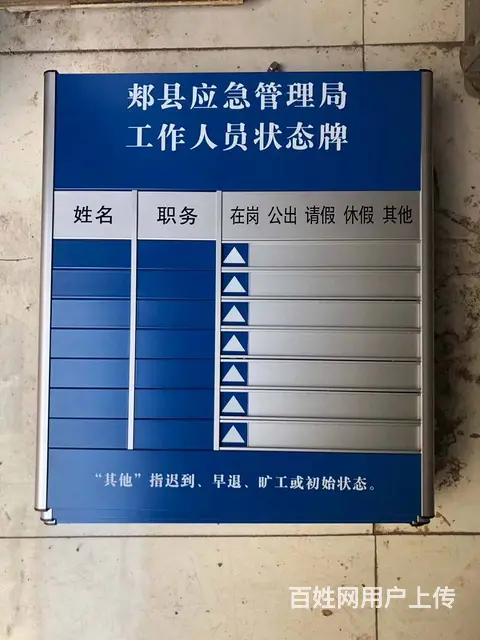 郏县应急管理局
工作人员状态牌
姓名 职务 在岗 公出 请假 休假 其他
“其他”指迟到、早退、旷工或初始状态。
百姓网用户上传